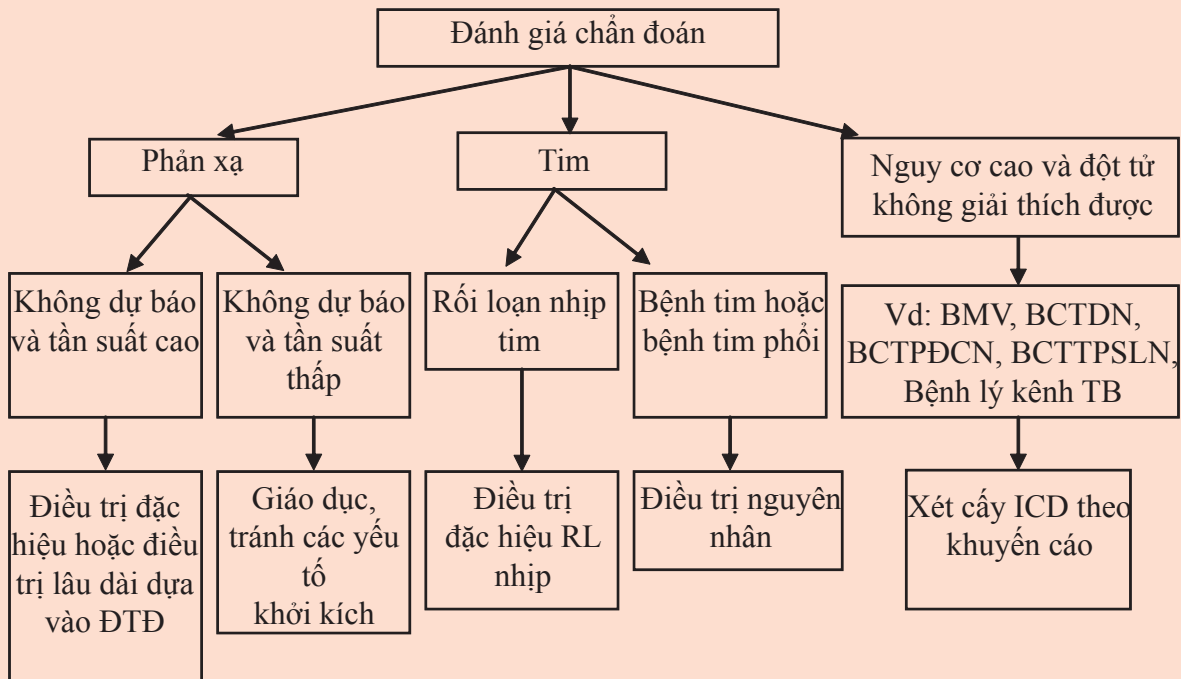 Đánh giá chẩn đoán
Phản xạ
Tim
Nguy cơ cao và đột tử
không giải thích được
Không dự báo
và tần suất cao
Không dự báo
và tần suất
thấp
Rối loạn nhịp
tim
Bệnh tim hoặc
bệnh tim phổi
Vd: BMV, BCTDN,
BCTPĐCN, BCTTPSLN,
Bệnh lý kênh TB
Điều trị đặc
hiệu hoặc điều
trị lâu dài dựa
vào ĐTĐ
Giáo dục,
tránh các yếu
tố
khởi kích
Điều trị
đặc hiệu RL
nhịp
Điều trị nguyên
nhân
Xét cấy ICD theo
khuyến cáo